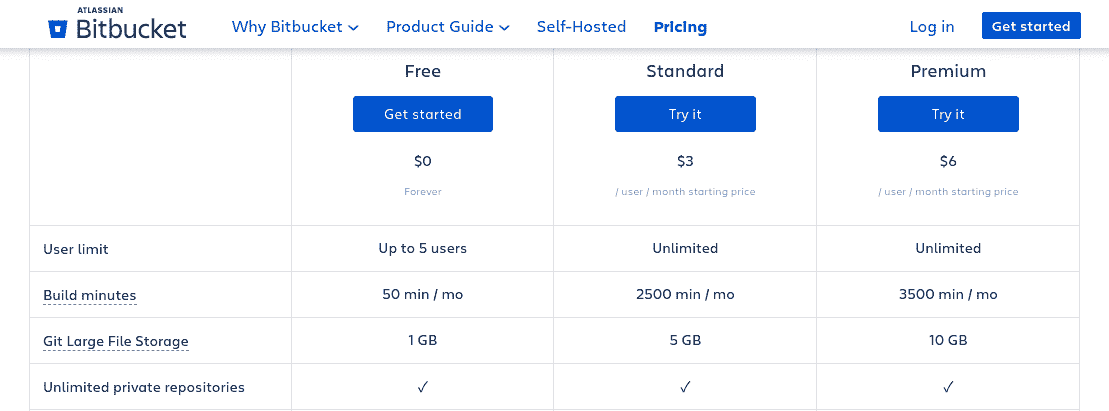 ATLASSIAN
Bitbucket
Why Bitbucket Product Guide Self-Hosted Pricing Log in Get started
Free Standard Premium
Get started Try it Try it
$0 $3 $6
Forever / user / month starting price / user / month starting price
User limit Up to 5 users Unlimited Unlimited
Build minutes 50 min / mo 2500 min / mo 3500 min / mo
Git Large File Storage 1 GB 5 GB 10 GB
Unlimited private repositories ✓ ✓ ✓